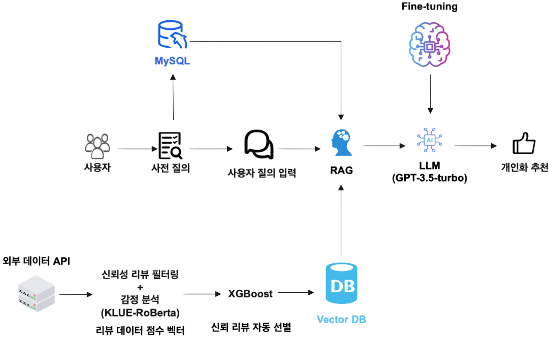 Fine-tuning
MySQL
사용자
사전 질의
사용자 질의 입력
RAG
AI
LLM
(GPT-3.5-turbo)
개인화 추천
외부 데이터 API
신뢰성 리뷰 필터링
+
감정 분석
(KLUE-RoBerta)
리뷰 데이터 점수 벡터
XGBoost
신뢰 리뷰 자동 선별
DB
Vector DB